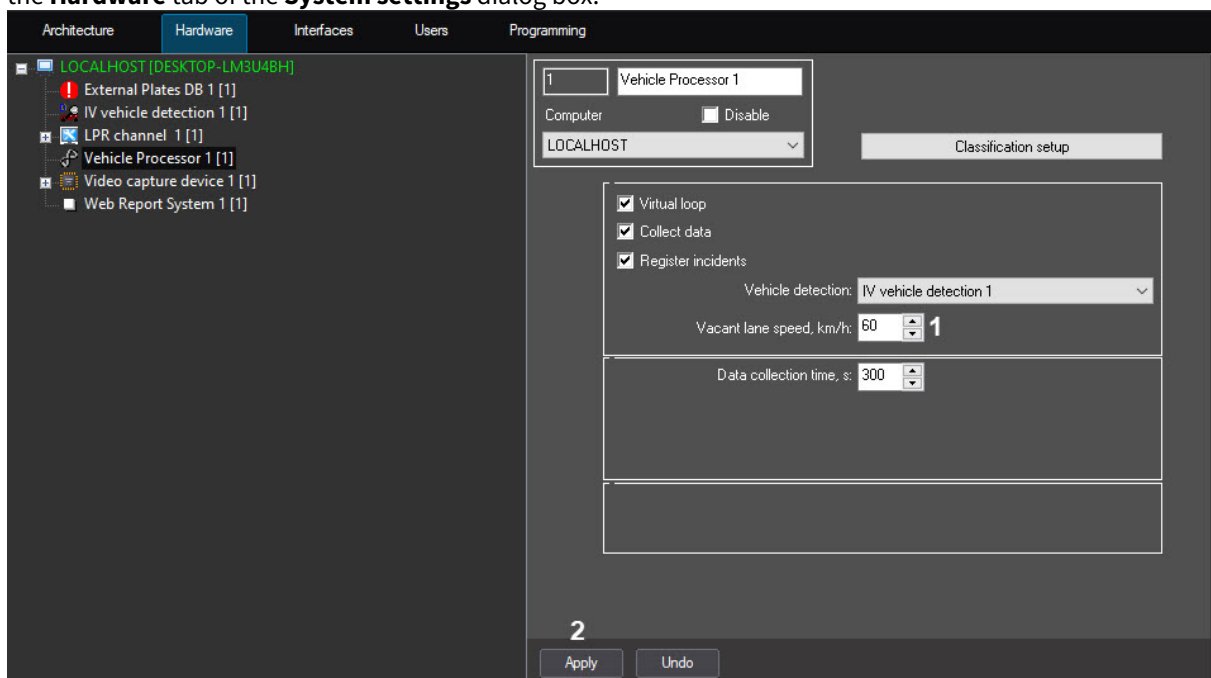 the Hardware tab of the System settings dialog box.
Architecture Hardware Interfaces Users Programming
LOCALHOST [DESKTOP-LM3U4BH]
External Plates DB 1 [1]
IV vehicle detection 1 [1]
LPR channel 1 [1]
Vehicle Processor 1 [1]
Video capture device 1 [1]
Web Report System 1 [1]
1 Vehicle Processor 1
Computer Disable
LOCALHOST
Classification setup
Virtual loop
Collect data
Register incidents
Vehicle detection: IV vehicle detection 1
Vacant lane speed, km/h: 60 1
Data collection time, s: 300
2
Apply Undo